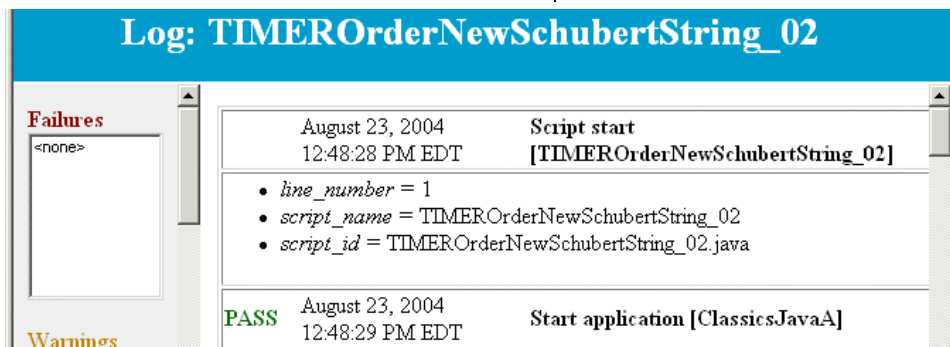 Log: TIMEROrderNewSchubertString_02
Failures
<none>
Warnings
August 23, 2004
12:48:28 PM EDT
Script start
[TIMEROrderNewSchubertString_02]
• line_number = 1
• script_name = TIMEROrderNewSchubertString_02
• script_id = TIMEROrderNewSchubertString_02.java
PASS
August 23, 2004
12:48:29 PM EDT
Start application [ClassicsJavaA]